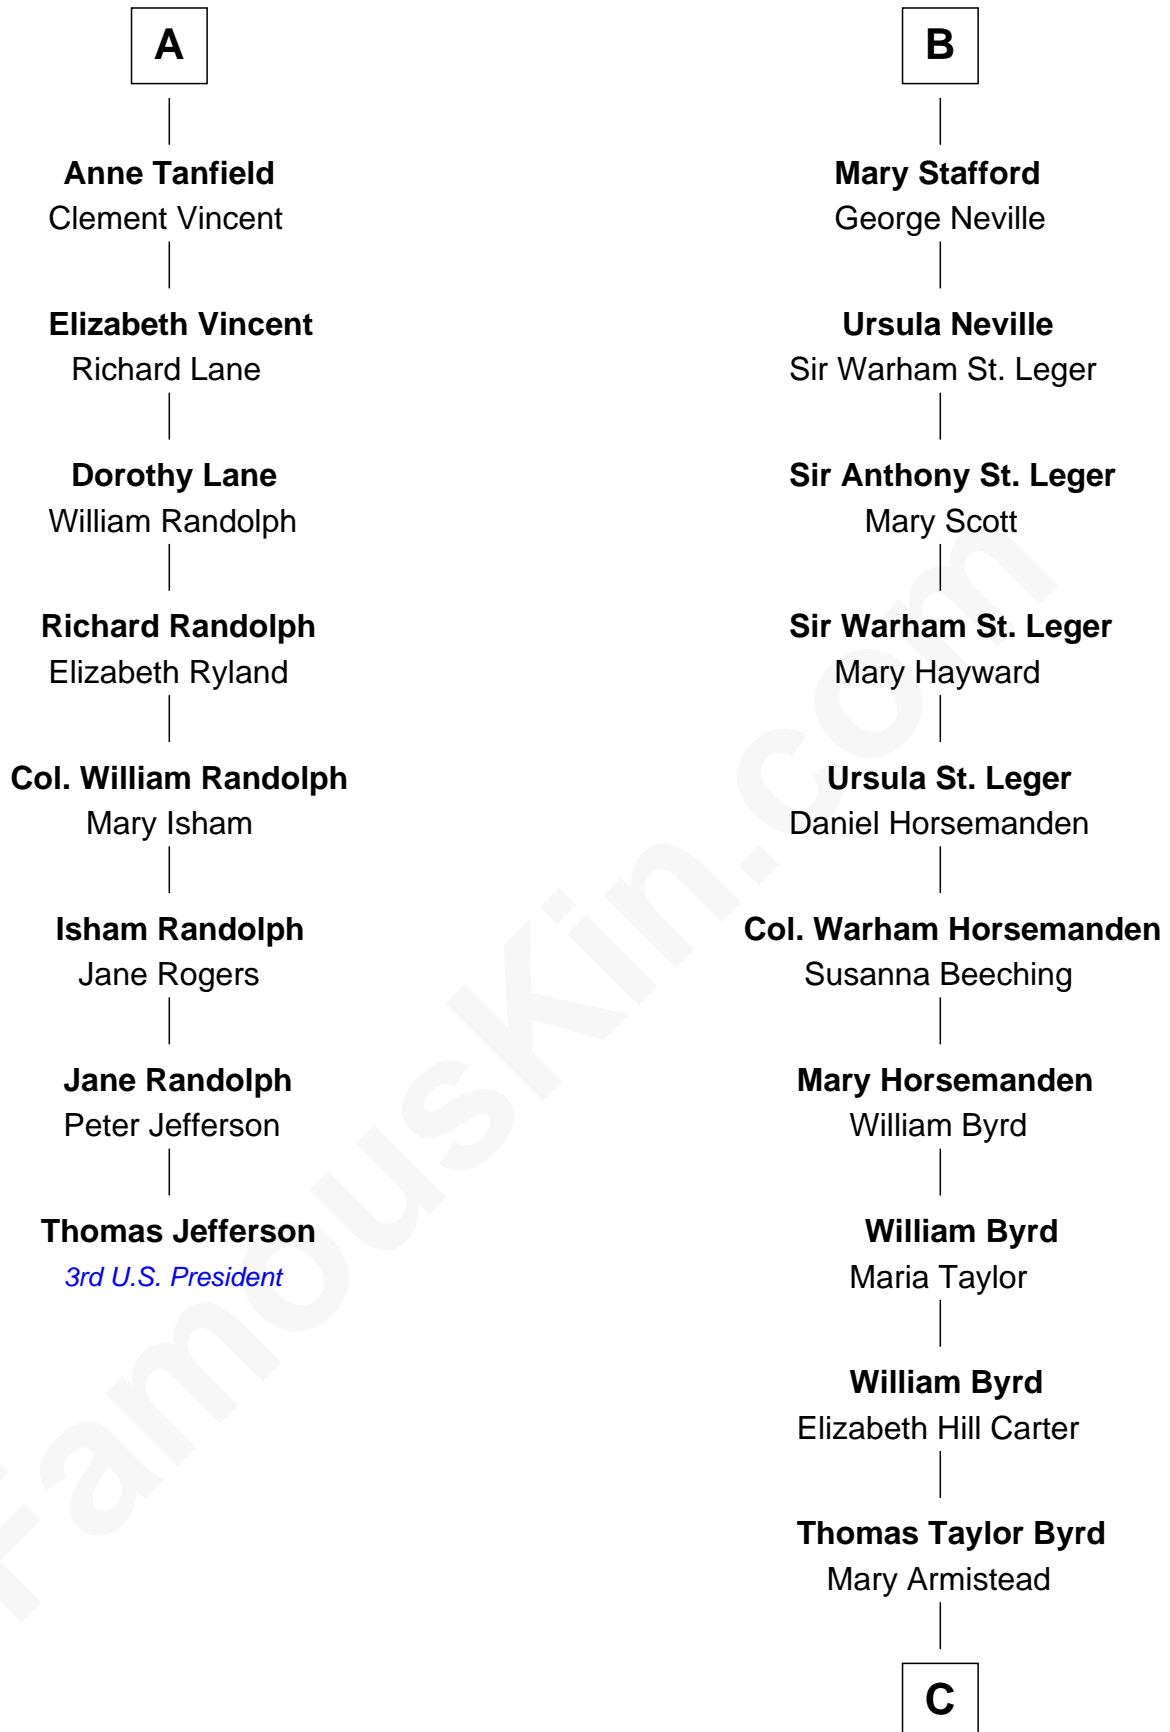 A
Anne Tanfield
Clement Vincent
Elizabeth Vincent
Richard Lane
Dorothy Lane
William Randolph
Richard Randolph
Elizabeth Ryland
Col. William Randolph
Mary Isham
Isham Randolph
Jane Rogers
Jane Randolph
Peter Jefferson
Thomas Jefferson
3rd U.S. President
B
Mary Stafford
George Neville
Ursula Neville
Sir Warham St. Leger
Sir Anthony St. Leger
Mary Scott
Sir Warham St. Leger
Mary Hayward
Ursula St. Leger
Daniel Horsemanden
Col. Warham Horsemanden
Susanna Beeching
Mary Horsemanden
William Byrd
William Byrd
Maria Taylor
William Byrd
Elizabeth Hill Carter
Thomas Taylor Byrd
Mary Armistead
C
FamousKin.com